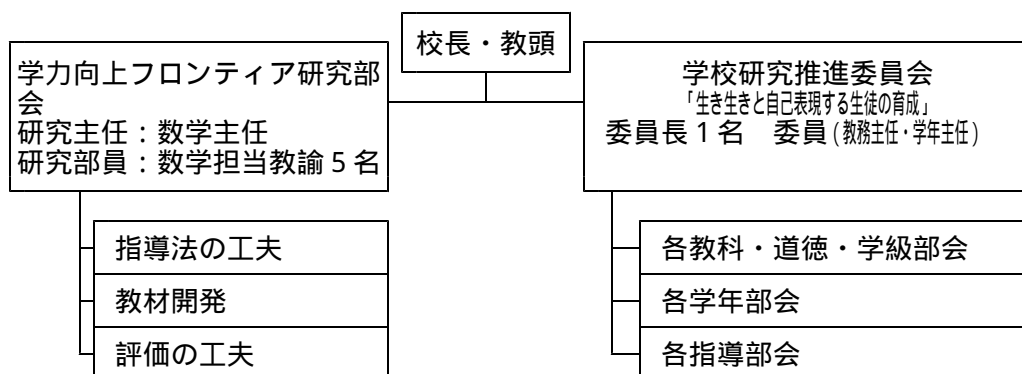 校長・教頭
学力向上フロンティア研究部
会
研究主任：数学主任
研究部員：数学担当教諭５名
学校研究推進委員会
「生き生きと自己表現する生徒の育成」
委員長１名　委員(教務主任・学年主任)
指導法の工夫
教材開発
評価の工夫
各教科・道徳・学級部会
各学年部会
各指導部会